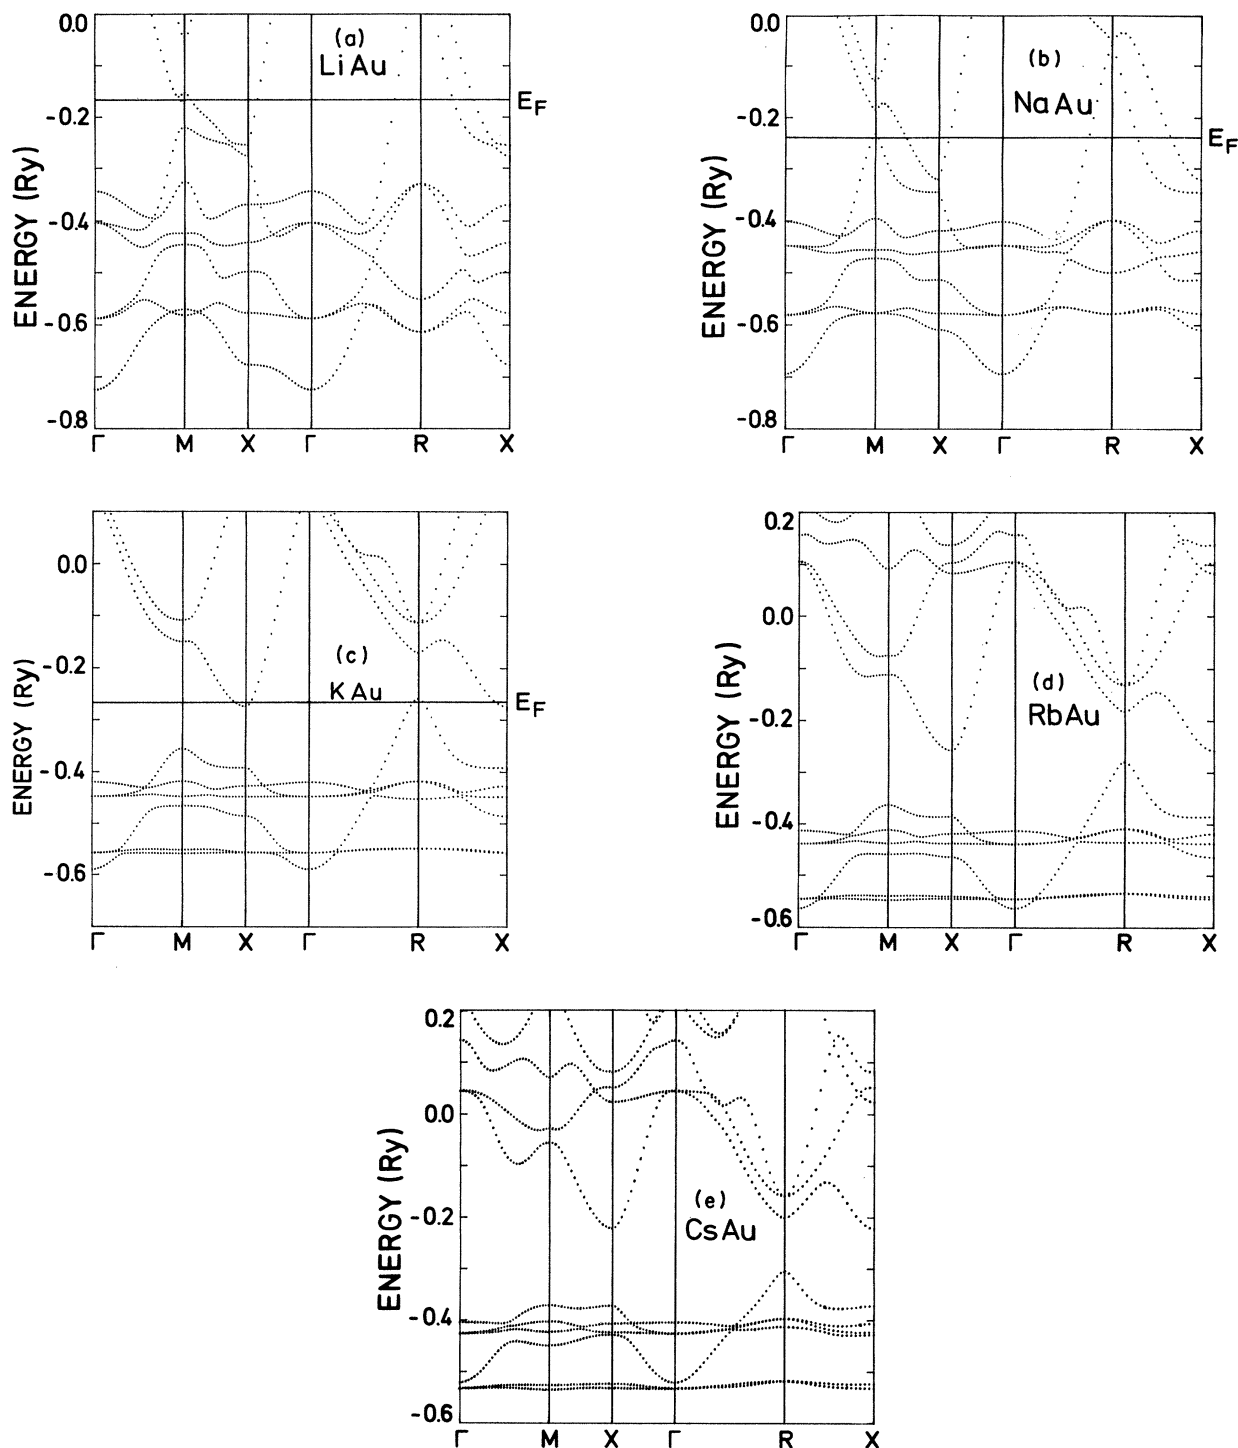 0.0
-0.2
-0.4
-0.6
-0.8
ENERGY (Ry)
(a)
LiAu
E_F
Γ M X Γ R X
0.0
-0.2
-0.4
-0.6
-0.8
ENERGY (Ry)
(b)
NaAu
E_F
Γ M X Γ R X
0.0
-0.2
-0.4
-0.6
ENERGY (Ry)
(c)
KAu
E_F
Γ M X Γ R X
0.2
0.0
-0.2
-0.4
-0.6
ENERGY (Ry)
(d)
RbAu
Γ M X Γ R X
0.2
0.0
-0.2
-0.4
-0.6
ENERGY (Ry)
(e)
CsAu
Γ M X Γ R X